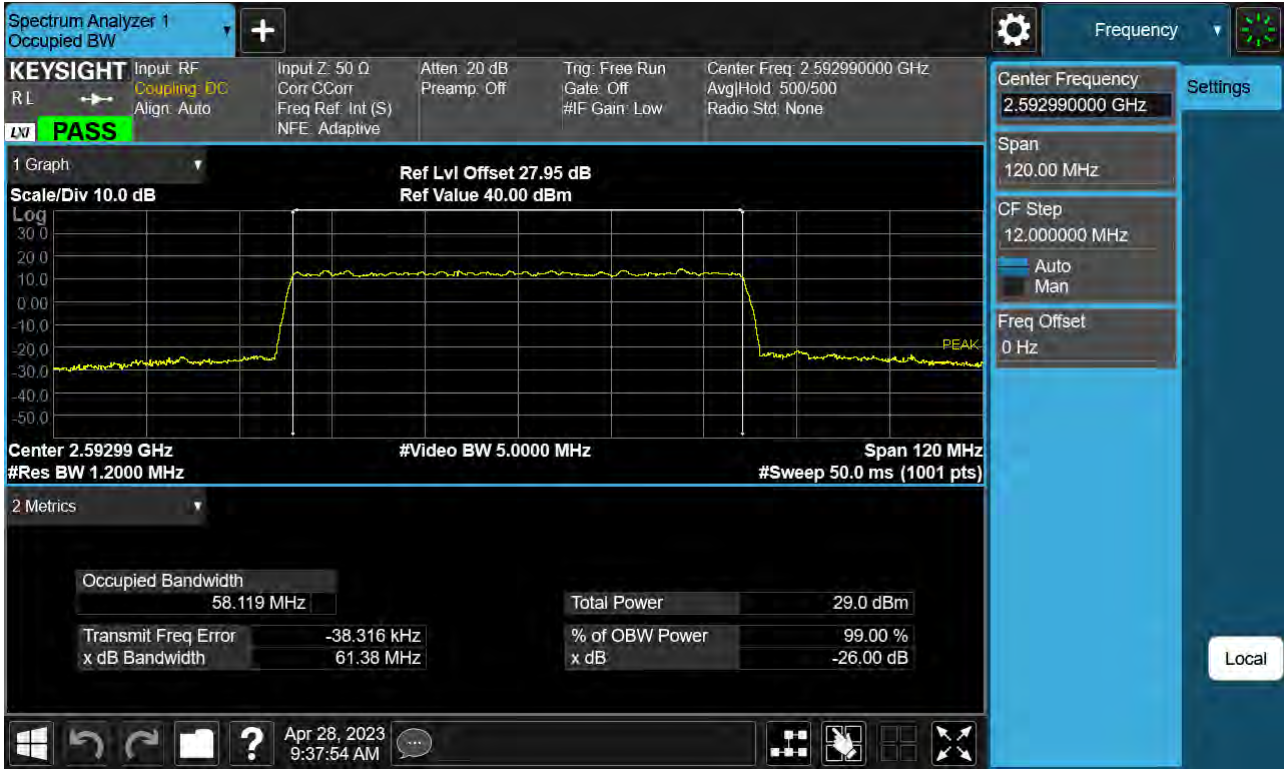 Spectrum Analyzer 1
Occupied BW
+
Frequency
KEYSIGHT
R L
LXI
PASS
Input: RF
Coupling: DC
Align: Auto
Input Z: 50 Ω
Corr CCorr
Freq Ref: Int (S)
NFE: Adaptive
Atten: 20 dB
Preamp: Off
Trig: Free Run
Gate: Off
#IF Gain: Low
Center Freq: 2.592990000 GHz
Avg|Hold: 500/500
Radio Std: None
Center Frequency
2.592990000 GHz
Settings
Span
120.00 MHz
CF Step
12.000000 MHz
Auto
Man
Freq Offset
0 Hz
Local
1 Graph
Scale/Div 10.0 dB
Ref Lvl Offset 27.95 dB
Ref Value 40.00 dBm
Log
30.0
20.0
10.0
0.00
-10.0
-20.0
-30.0
-40.0
-50.0
PEAK
Center 2.59299 GHz
#Video BW 5.0000 MHz
Span 120 MHz
#Res BW 1.2000 MHz
#Sweep 50.0 ms (1001 pts)
2 Metrics
Occupied Bandwidth
58.119 MHz
Total Power 29.0 dBm
Transmit Freq Error -38.316 kHz
% of OBW Power 99.00 %
x dB Bandwidth 61.38 MHz
x dB -26.00 dB
?
Apr 28, 2023
9:37:54 AM